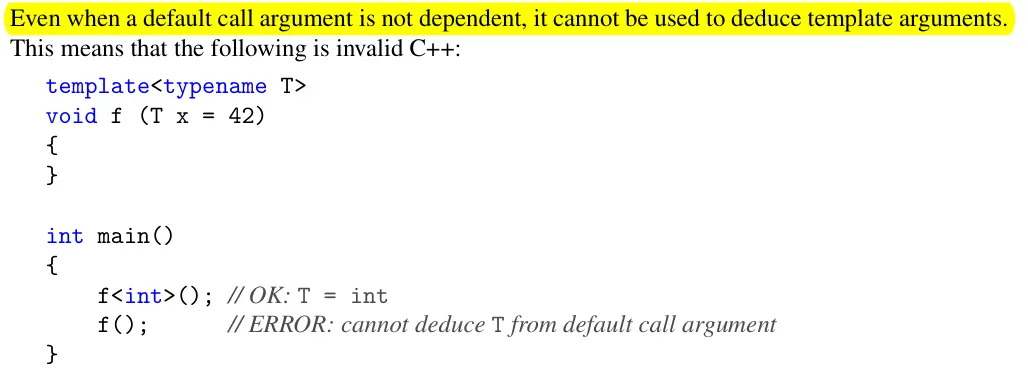 Even when a default call argument is not dependent, it cannot be used to deduce template arguments.
This means that the following is invalid C++:
template<typename T>
void f (T x = 42)
{
}
int main()
{
f<int>(); // OK: T = int
f(); // ERROR: cannot deduce T from default call argument
}